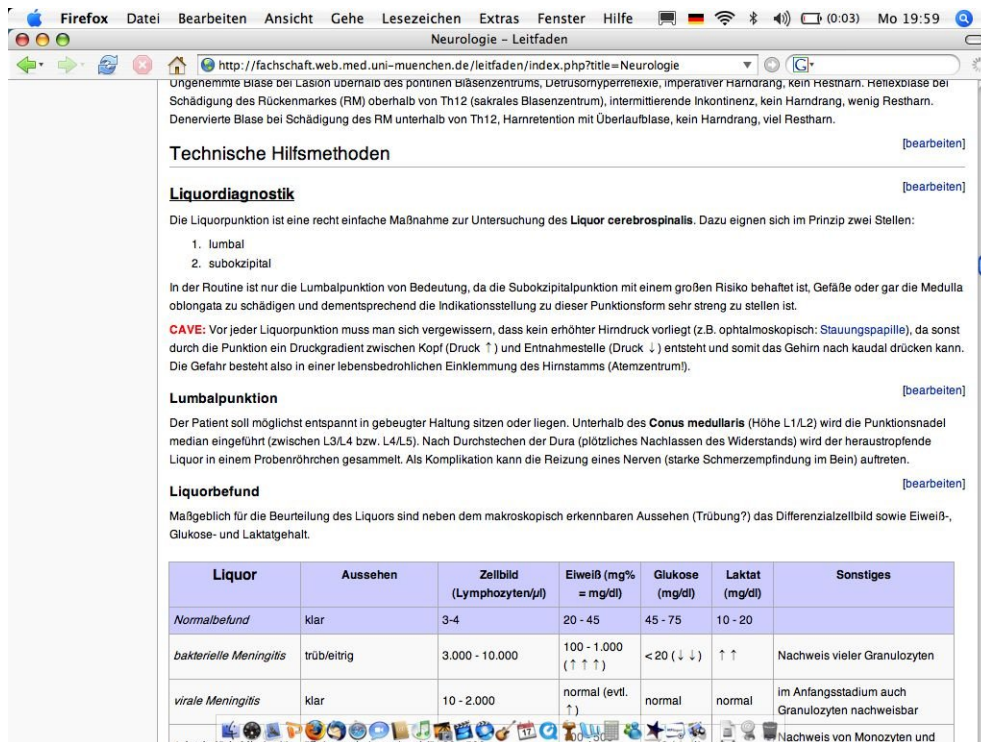 Firefox Datei Bearbeiten Ansicht Gehe Lesezeichen Extras Fenster Hilfe (0:03) Mo 19:59
Neurologie – Leitfaden
http://fachschaft.web.med.uni-muenchen.de/leitfaden/index.php?title=Neurologie
Ungehemmte Blase bei Läsion oberhalb des pontinen Blasenzentrums, Detrusorhyperreflexie, imperativer Harndrang, kein Restharn. Reflexblase bei
Schädigung des Rückenmarkes (RM) oberhalb von Th12 (sakrales Blasenzentrum), intermittierende Inkontinenz, kein Harndrang, wenig Restharn.
Denervierte Blase bei Schädigung des RM unterhalb von Th12, Harnretention mit Überlaufblase, kein Harndrang, viel Restharn.
Technische Hilfsmethoden [bearbeiten]
Liquordiagnostik [bearbeiten]
Die Liquorpunktion ist eine recht einfache Maßnahme zur Untersuchung des Liquor cerebrospinalis. Dazu eignen sich im Prinzip zwei Stellen:
1. lumbal
2. subokzipital
In der Routine ist nur die Lumbalpunktion von Bedeutung, da die Subokzipitalpunktion mit einem großen Risiko behaftet ist, Gefäße oder gar die Medulla
oblongata zu schädigen und dementsprechend die Indikationsstellung zu dieser Punktionsform sehr streng zu stellen ist.
CAVE: Vor jeder Liquorpunktion muss man sich vergewissern, dass kein erhöhter Hirndruck vorliegt (z.B. ophtalmoskopisch: Stauungspapille), da sonst
durch die Punktion ein Druckgradient zwischen Kopf (Druck ↑) und Entnahmestelle (Druck ↓) entsteht und somit das Gehirn nach kaudal drücken kann.
Die Gefahr besteht also in einer lebensbedrohlichen Einklemmung des Hirnstamms (Atemzentrum!).
Lumbalpunktion [bearbeiten]
Der Patient soll möglichst entspannt in gebeugter Haltung sitzen oder liegen. Unterhalb des Conus medullaris (Höhe L1/L2) wird die Punktionsnadel
median eingeführt (zwischen L3/L4 bzw. L4/L5). Nach Durchstechen der Dura (plötzliches Nachlassen des Widerstands) wird der heraustropfende
Liquor in einem Probenröhrchen gesammelt. Als Komplikation kann die Reizung eines Nerven (starke Schmerzempfindung im Bein) auftreten.
Liquorbefund [bearbeiten]
Maßgeblich für die Beurteilung des Liquors sind neben dem makroskopisch erkennbaren Aussehen (Trübung?) das Differenzialzellbild sowie Eiweiß-,
Glukose- und Laktatgehalt.
Liquor Aussehen Zellbild (Lymphozyten/µl) Eiweiß (mg% = mg/dl) Glukose (mg/dl) Laktat (mg/dl) Sonstiges
Normalbefund klar 3-4 20 - 45 45 - 75 10 - 20
bakterielle Meningitis trüb/eitrig 3.000 - 10.000 100 - 1.000 (↑ ↑ ↑) < 20 (↓ ↓) ↑ ↑ Nachweis vieler Granulozyten
virale Meningitis klar 10 - 2.000 normal (evtl. ↑) normal normal im Anfangsstadium auch Granulozyten nachweisbar
Nachweis von Monozyten und